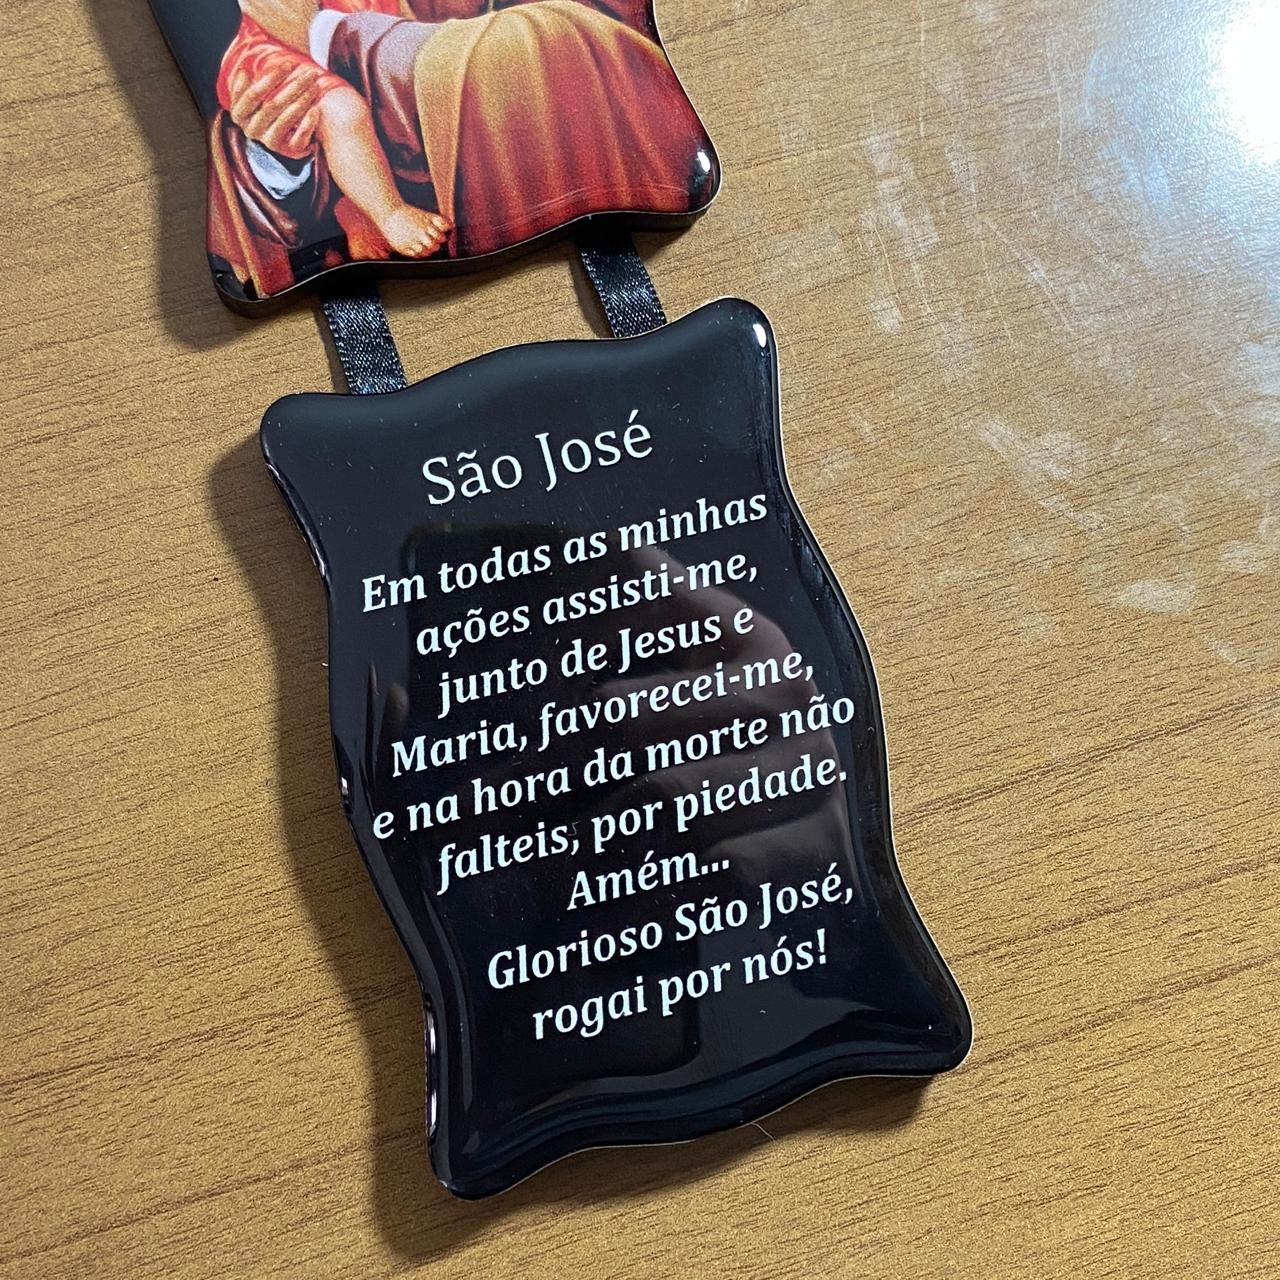 São José
Em todas as minhas
ações assisti-me,
junto de Jesus e
Maria, favorecei-me,
e na hora da morte não
falteis, por piedade.
Amém...
Glorioso São José,
rogai por nós!